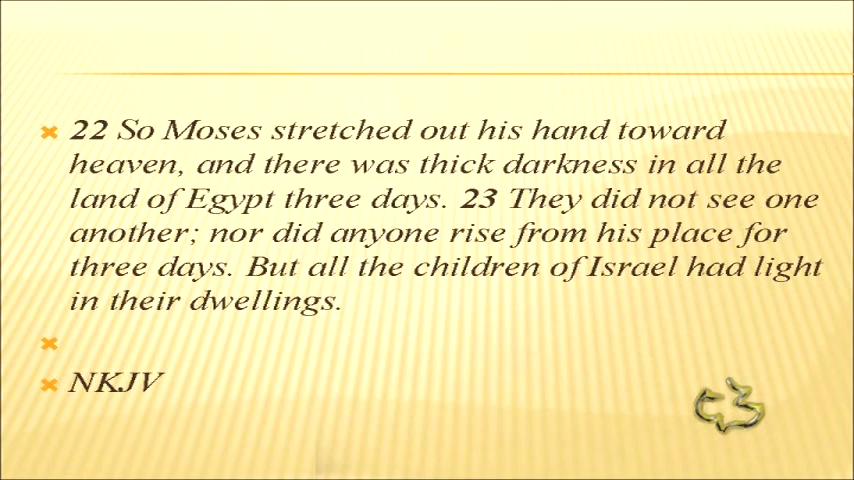 22 So Moses stretched out his hand toward
heaven, and there was thick darkness in all the
land of Egypt three days. 23 They did not see one
another; nor did anyone rise from his place for
three days. But all the children of Israel had light
in their dwellings.
NKJV